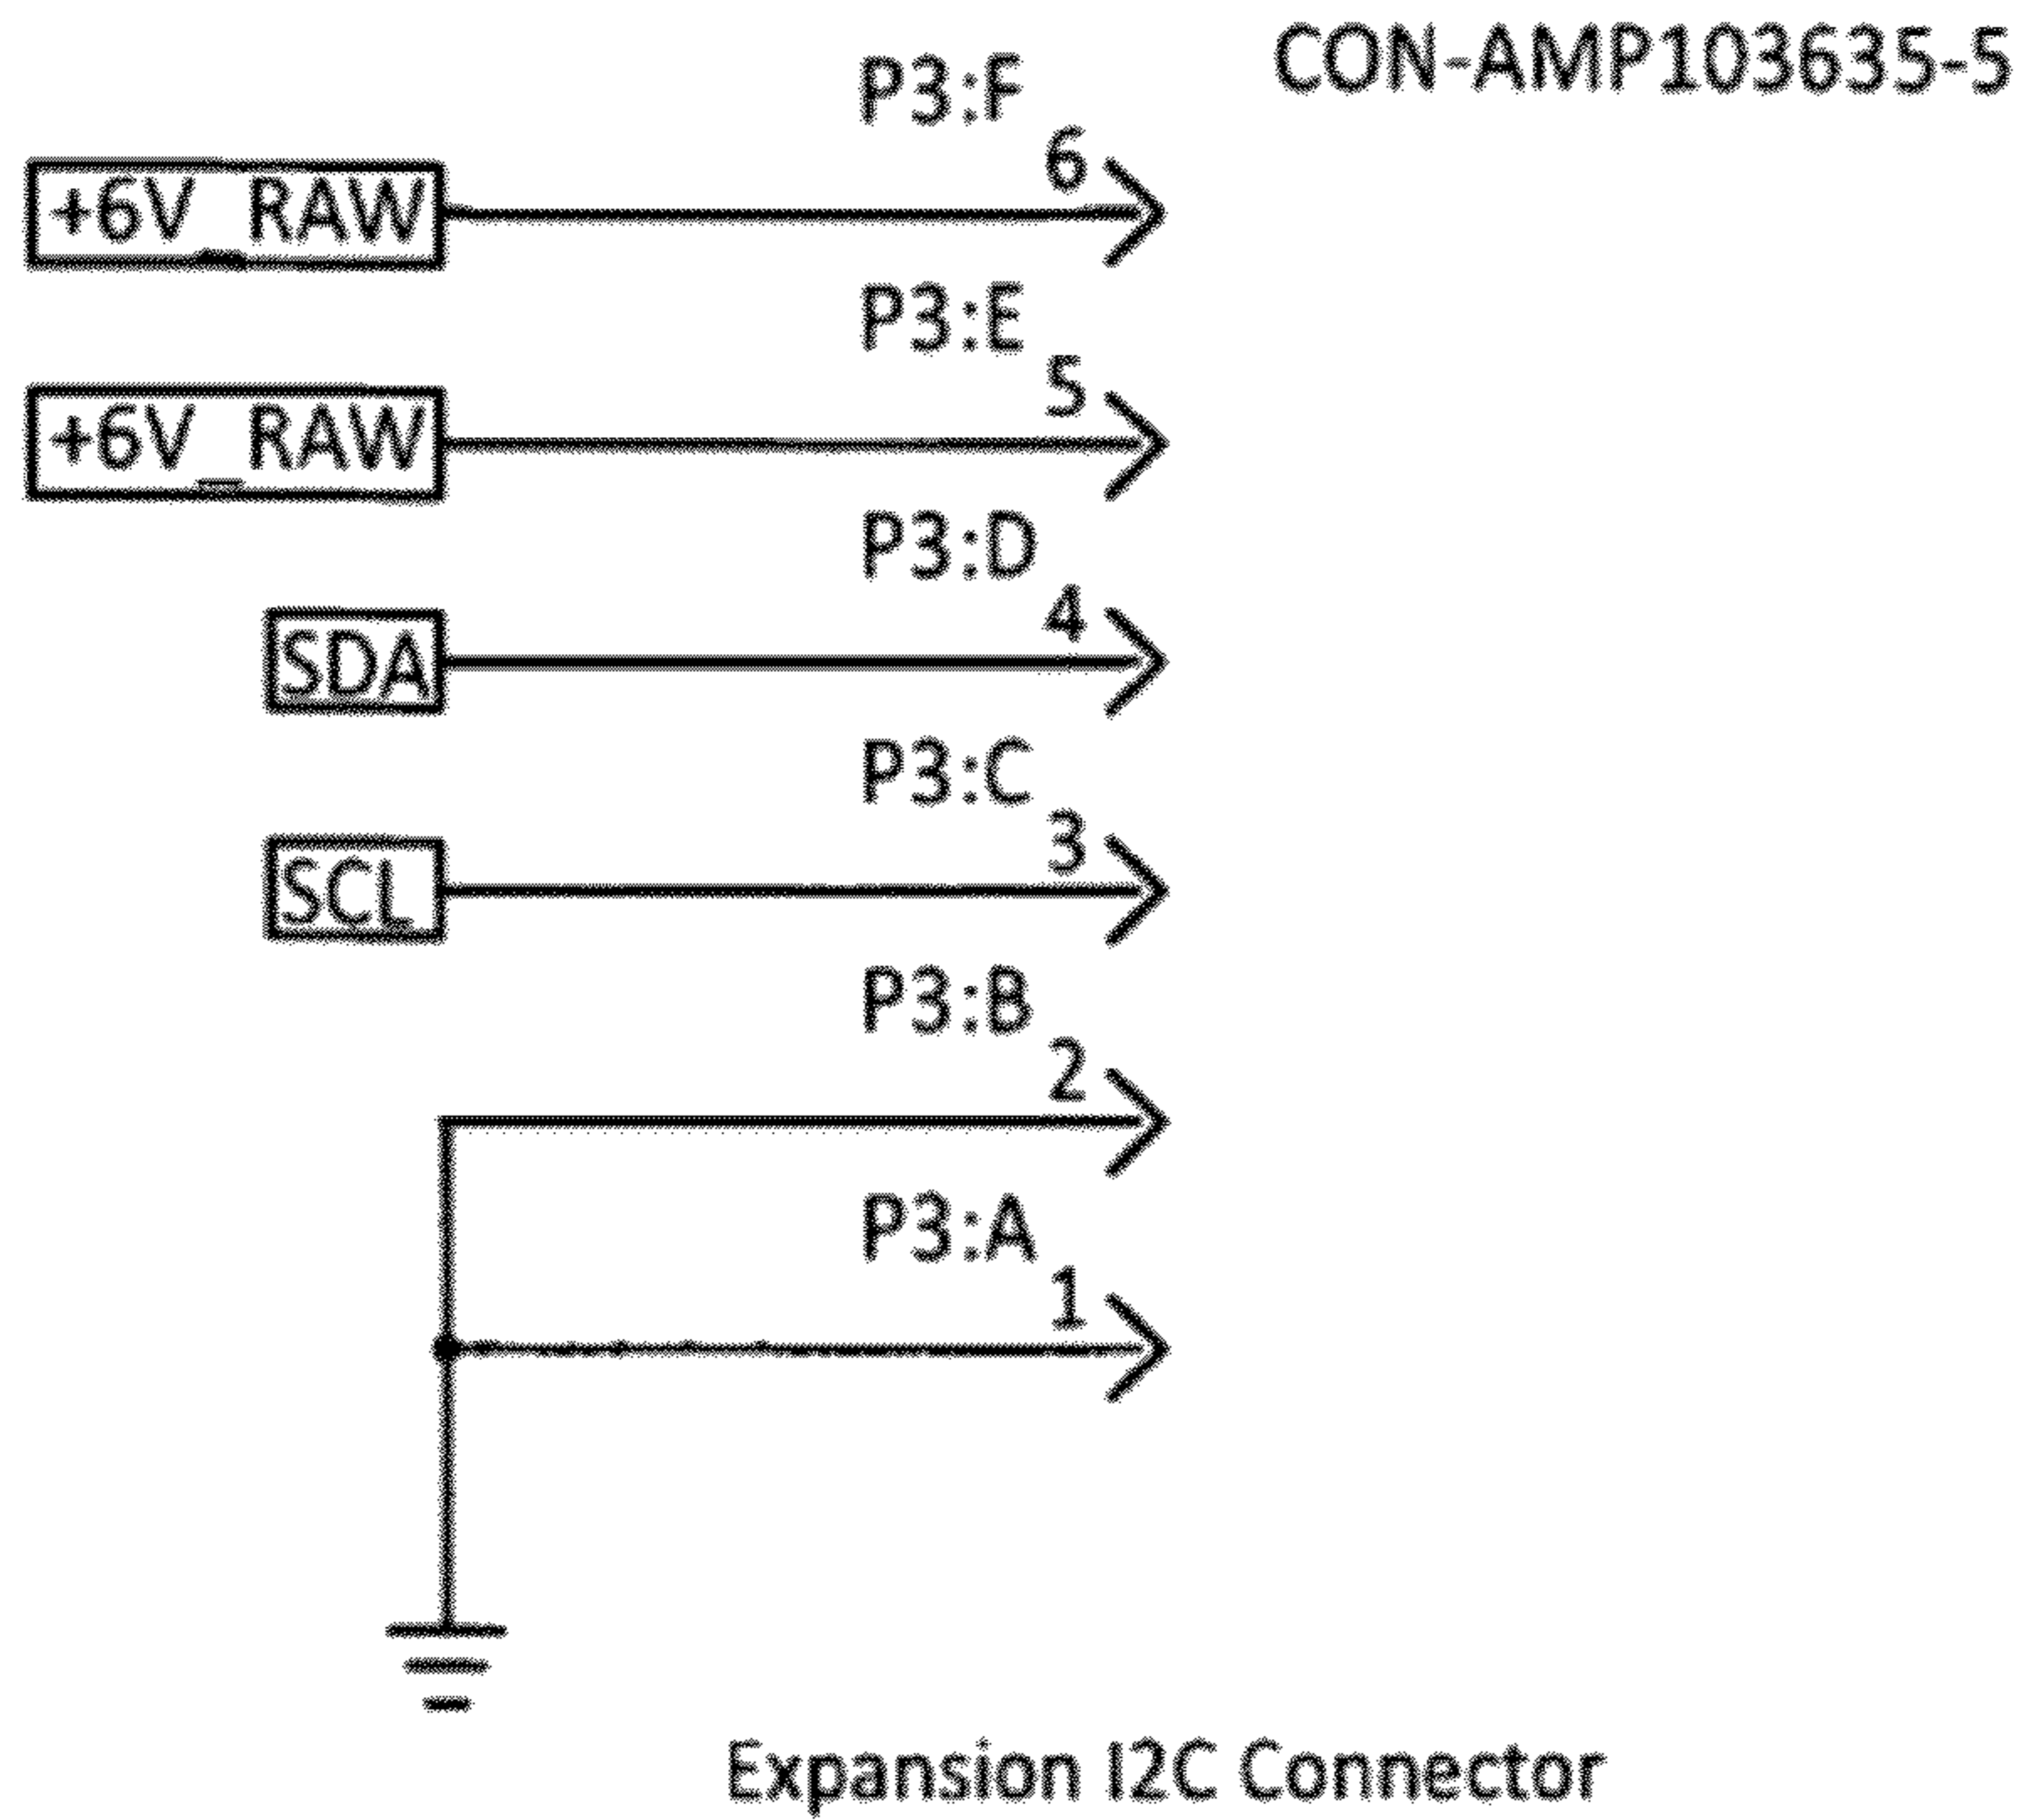 CON-AMP103635-5
P3:F
6
+6V_RAW
P3:E
5
+6V_RAW
P3:D
4
SDA
P3:C
3
SCL
P3:B
2
P3:A
1
Expansion I2C Connector